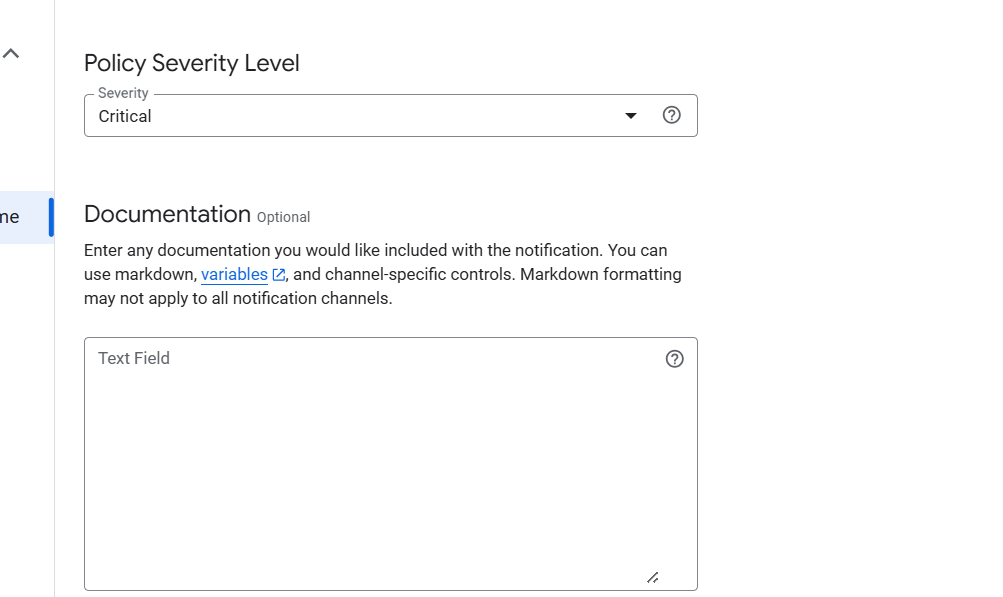 Policy Severity Level
Severity
Critical
me
Documentation Optional
Enter any documentation you would like included with the notification. You can
use markdown, variables, and channel-specific controls. Markdown formatting
may not apply to all notification channels.
Text Field